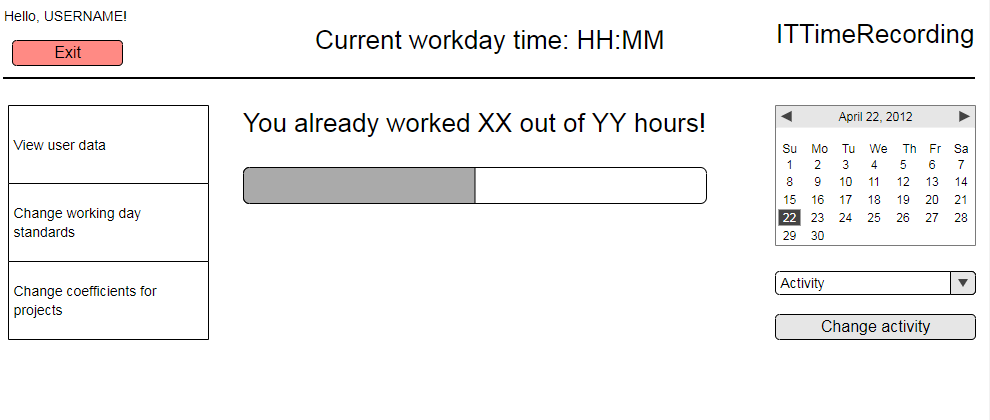 Hello, USERNAME!
Exit
Current workday time: HH:MM
ITTimeRecording
View user data
Change working day
standards
Change coefficients for
projects
You already worked XX out of YY hours!
April 22, 2012
Su Mo Tu We Th Fr Sa
1 2 3 4 5 6 7
8 9 10 11 12 13 14
15 16 17 18 19 20 21
22 23 24 25 26 27 28
29 30
Activity
Change activity